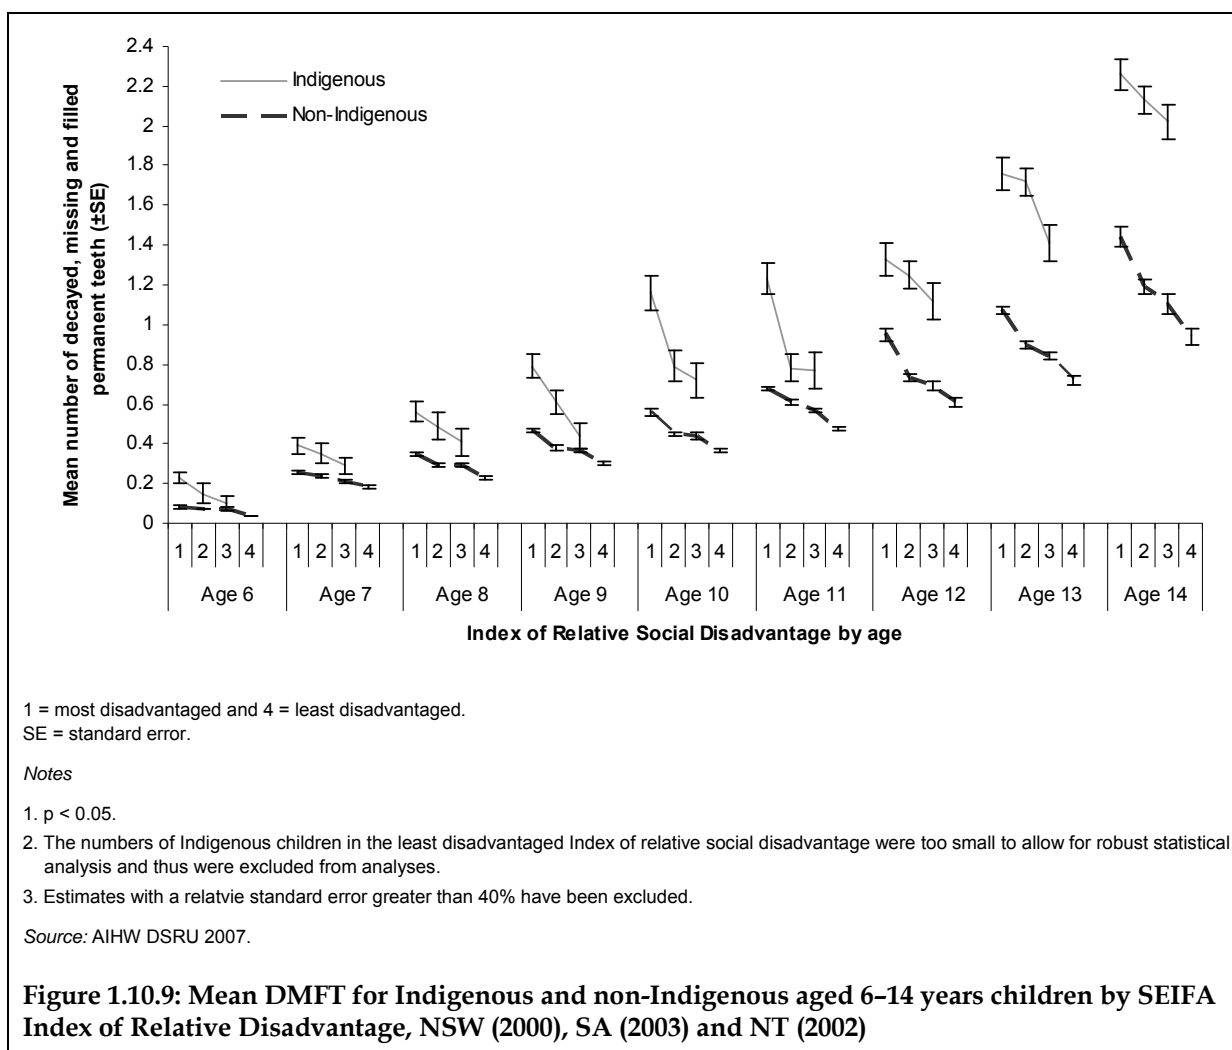 2.4
2.2
2
1.8
1.6
1.4
1.2
1
0.8
0.6
0.4
0.2
0
Mean number of decayed, missing and filled
permanent teeth (±SE)
Indigenous
Non-Indigenous
1 2 3 4 1 2 3 4 1 2 3 4 1 2 3 4 1 2 3 4 1 2 3 4 1 2 3 4 1 2 3 4 1 2 3 4
Age 6 Age 7 Age 8 Age 9 Age 10 Age 11 Age 12 Age 13 Age 14
Index of Relative Social Disadvantage by age
1 = most disadvantaged and 4 = least disadvantaged.
SE = standard error.
Notes
1. p < 0.05.
2. The numbers of Indigenous children in the least disadvantaged Index of relative social disadvantage were too small to allow for robust statistical
analysis and thus were excluded from analyses.
3. Estimates with a relatvie standard error greater than 40% have been excluded.
Source: AIHW DSRU 2007.
Figure 1.10.9: Mean DMFT for Indigenous and non-Indigenous aged 6–14 years children by SEIFA
Index of Relative Disadvantage, NSW (2000), SA (2003) and NT (2002)